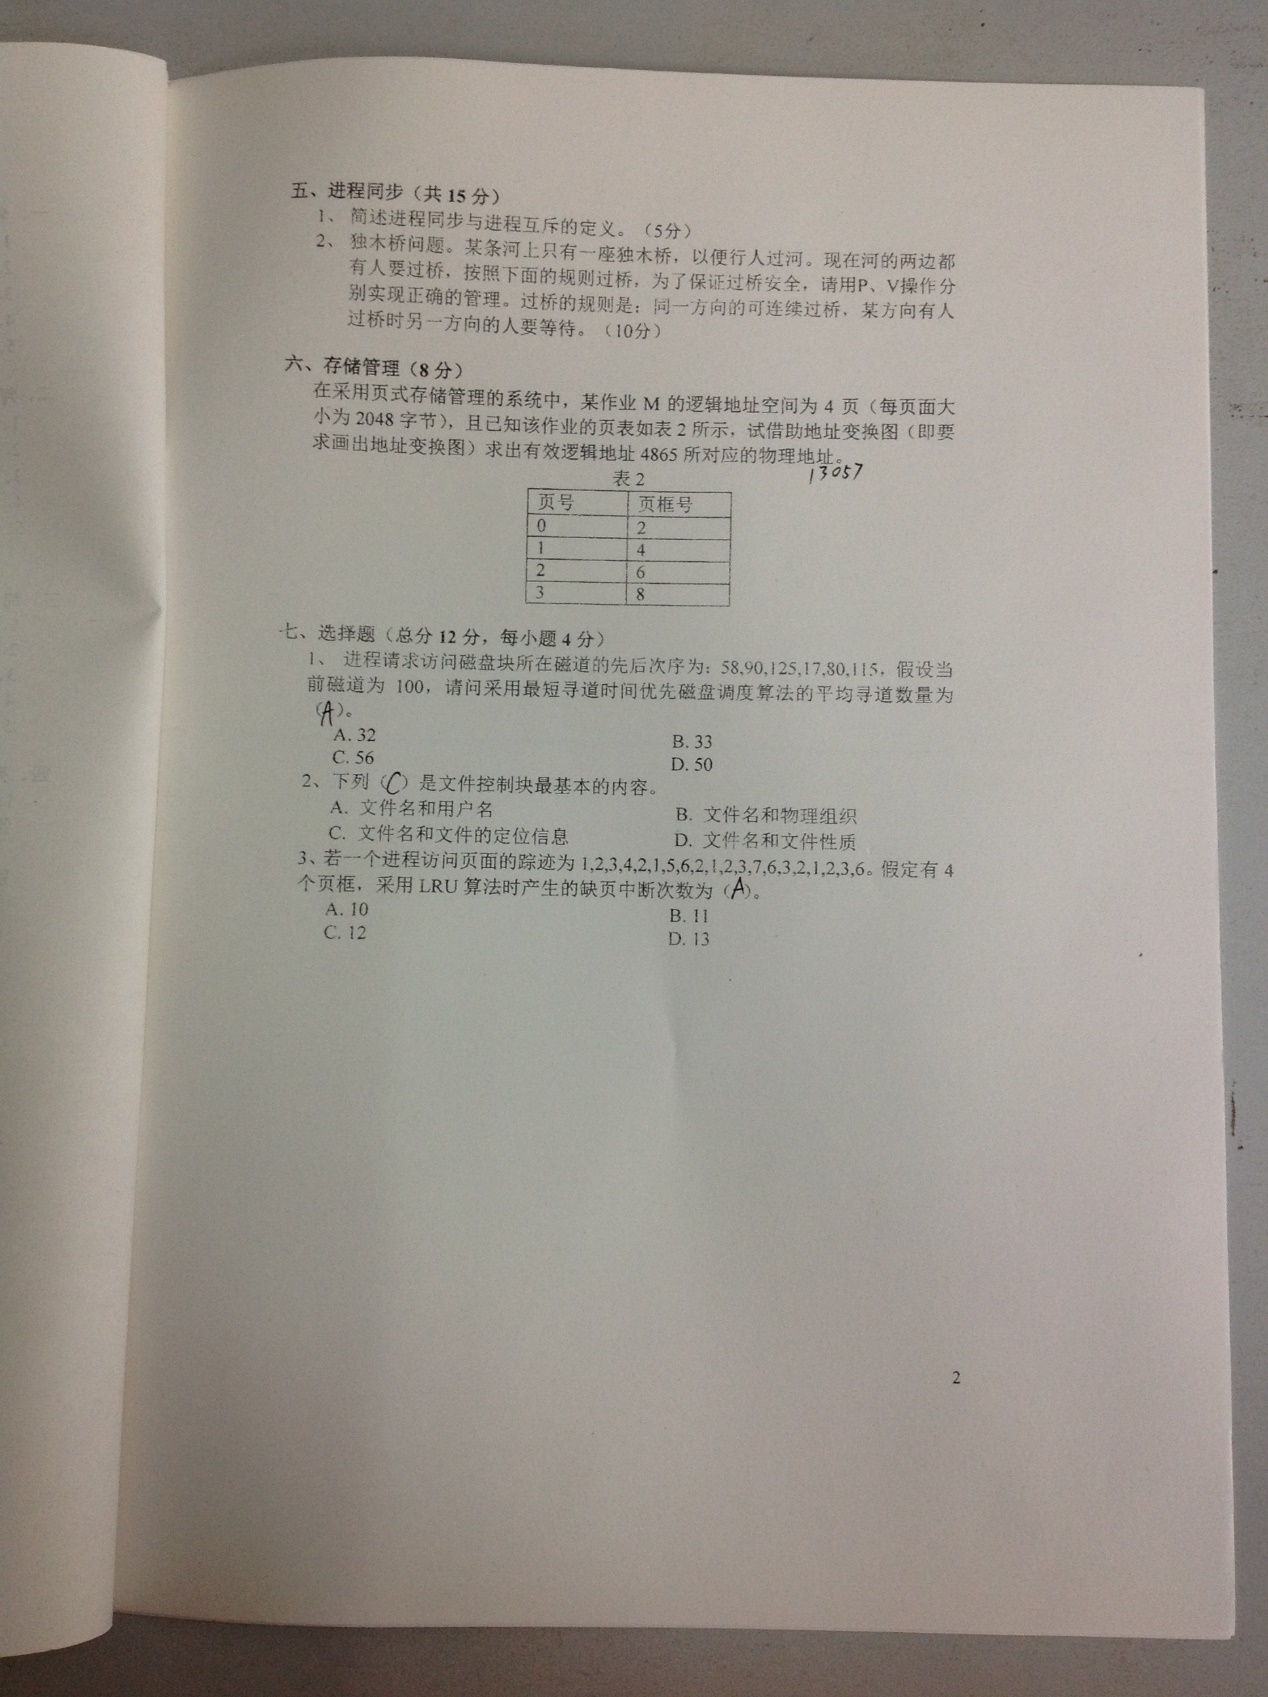 五、进程同步（共 15 分）
1、 简述进程同步与进程互斥的定义。（5分）
2、 独木桥问题。某条河上只有一座独木桥，以便行人过河。现在河的两边都
有人要过桥，按照下面的规则过桥，为了保证过桥安全，请用P、V操作分
别实现正确的管理。过桥的规则是：同一方向的可连续过桥，某方向有人
过桥时另一方向的人要等待。（10分）
六、存储管理（8 分）
在采用页式存储管理的系统中，某作业 M 的逻辑地址空间为 4 页（每页面大
小为 2048 字节），且已知该作业的页表如表 2 所示，试借助地址变换图（即要
求画出地址变换图）求出有效逻辑地址 4865 所对应的物理地址。
13057
表 2
页号 页框号
0 2
1 4
2 6
3 8
七、选择题（总分 12 分，每小题 4 分）
1、 进程请求访问磁盘块所在磁道的先后次序为：58,90,125,17,80,115，假设当
前磁道为 100，请问采用最短寻道时间优先磁盘调度算法的平均寻道数量为
（A）。
A. 32 B. 33
C. 56 D. 50
2、下列（C）是文件控制块最基本的内容。
A. 文件名和用户名 B. 文件名和物理组织
C. 文件名和文件的定位信息 D. 文件名和文件性质
3、若一个进程访问页面的踪迹为 1,2,3,4,2,1,5,6,2,1,2,3,7,6,3,2,1,2,3,6。假定有 4
个页框，采用 LRU 算法时产生的缺页中断次数为（A）。
A. 10 B. 11
C. 12 D. 13
2